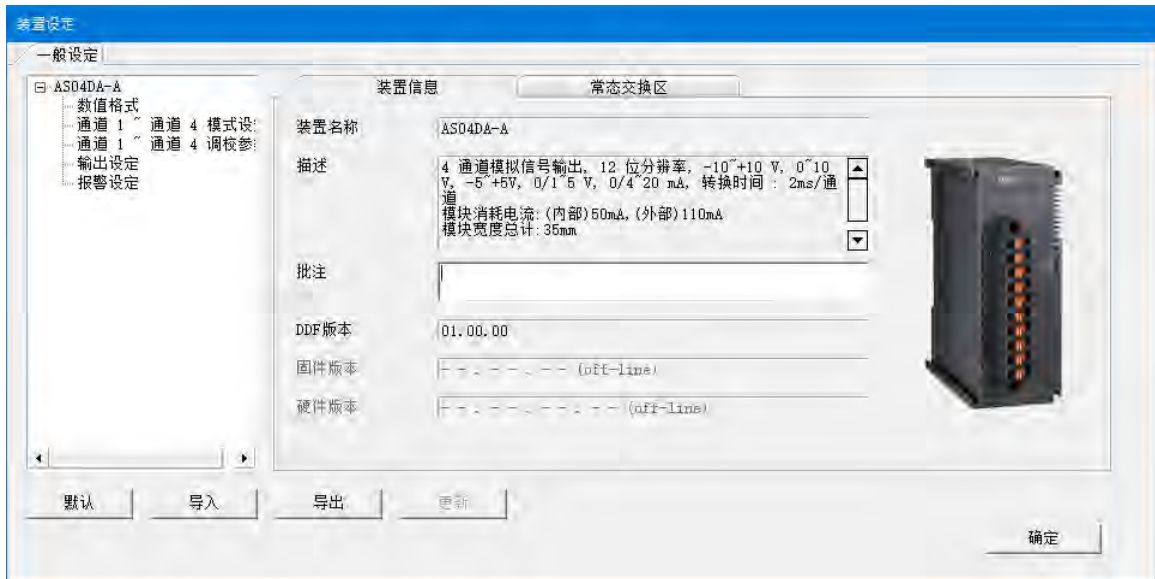 装置设定
一般设定
AS04DA-A
数值格式
通道 1 ~ 通道 4 模式设
通道 1 ~ 通道 4 调校参
输出设定
报警设定
装置信息
常态交换区
装置名称
AS04DA-A
描述
4 通道模拟信号输出, 12 位分辨率, -10~+10 V, 0~10
V, -5~+5V, 0/1~5 V, 0/4~20 mA, 转换时间 : 2ms/通
道
模块消耗电流:(内部)50mA,(外部)110mA
模块宽度总计:35mm
批注
DDF版本
01.00.00
固件版本
--.--.-- (off-line)
硬件版本
--.--.--.-- (off-line)
默认
导入
导出
更新
确定